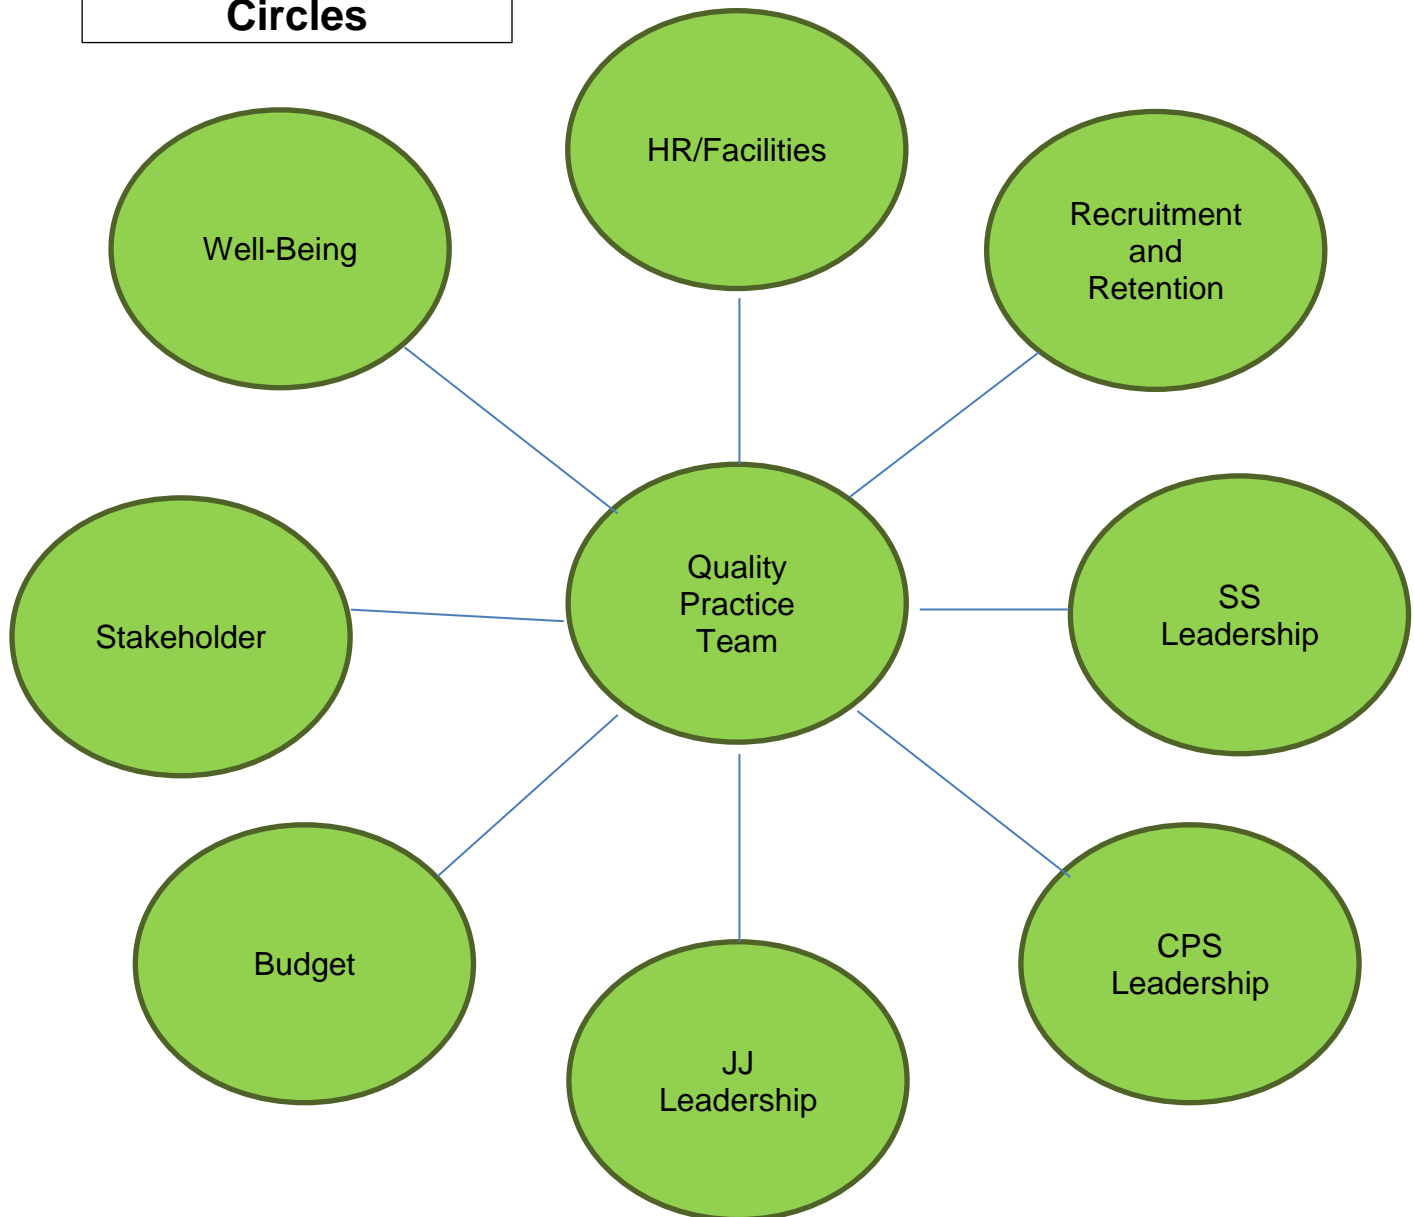 Circles
HR/Facilities
Well-Being
Recruitment
and
Retention
Quality
Practice
Team
Stakeholder
SS
Leadership
Budget
CPS
Leadership
JJ
Leadership